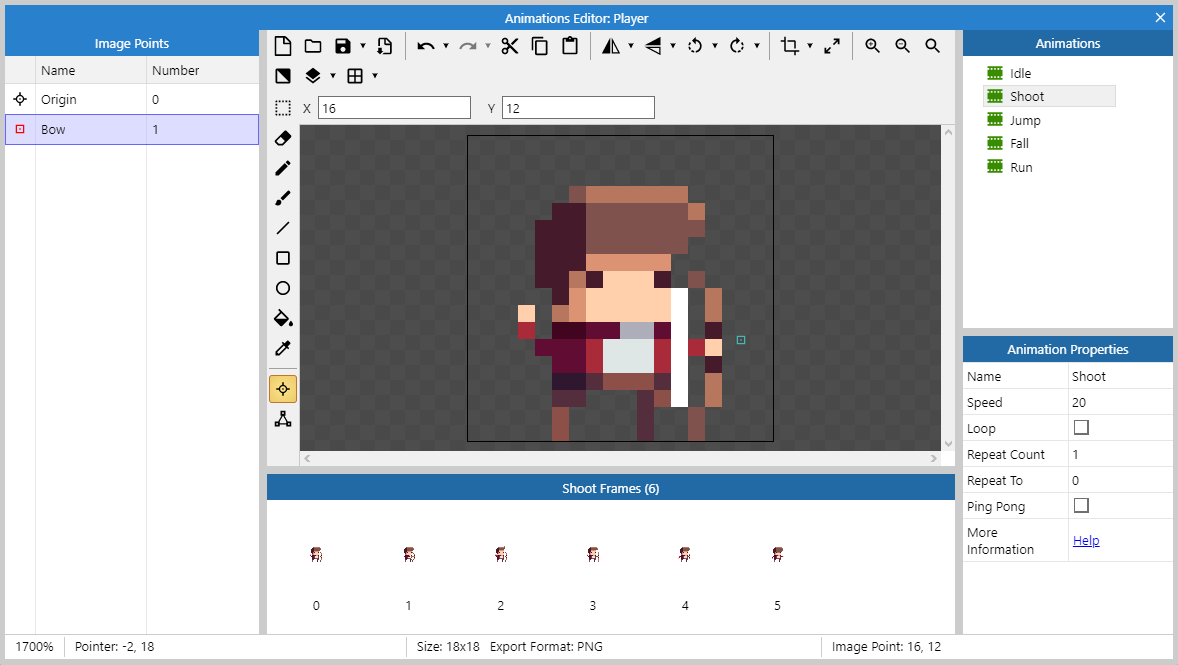 Animations Editor: Player
Image Points
Name Number
Origin 0
Bow 1
X 16 Y 12
Shoot Frames (6)
0 1 2 3 4 5
Animations
Idle
Shoot
Jump
Fall
Run
Animation Properties
Name Shoot
Speed 20
Loop
Repeat Count 1
Repeat To 0
Ping Pong
More
Information Help
1700% Pointer: -2, 18 Size: 18x18 Export Format: PNG Image Point: 16, 12